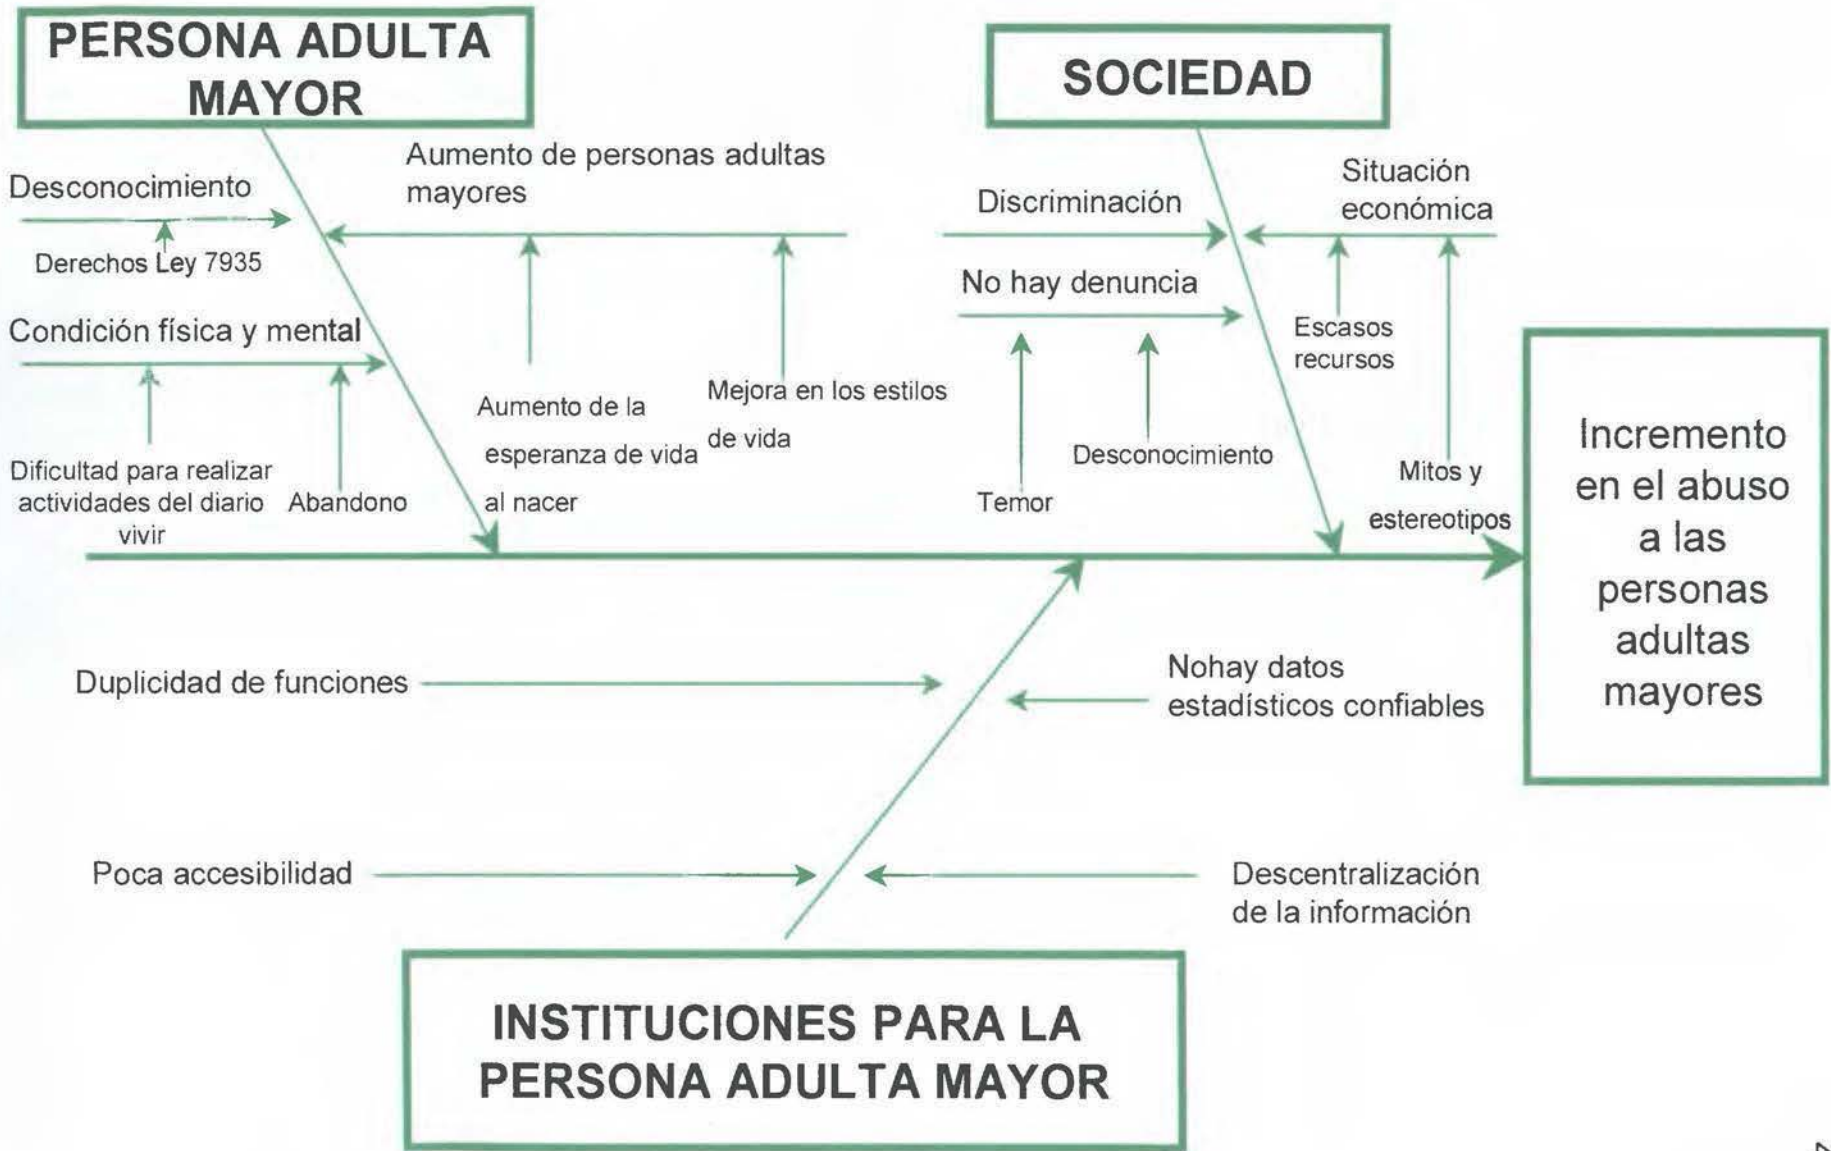 PERSONA ADULTA
MAYOR
SOCIEDAD
Desconocimiento
Derechos Ley 7935
Condición física y mental
Dificultad para realizar
actividades del diario
vivir
Abandono
Aumento de personas adultas
mayores
Aumento de la
esperanza de vida
al nacer
Mejora en los estilos
de vida
Discriminación
No hay denuncia
Temor
Desconocimiento
Situación
económica
Escasos
recursos
Mitos y
estereotipos
Incremento
en el abuso
a las
personas
adultas
mayores
Duplicidad de funciones
Nohay datos
estadísticos confiables
Poca accesibilidad
Descentralización
de la información
INSTITUCIONES PARA LA
PERSONA ADULTA MAYOR